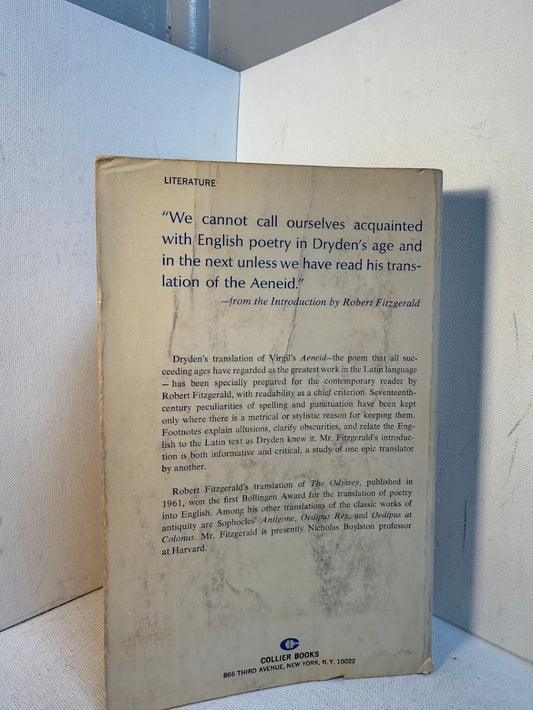 LITERATURE
“We cannot call ourselves acquainted
with English poetry in Dryden’s age and
in the next unless we have read his trans-
lation of the Aeneid.”
—from the Introduction by Robert Fitzgerald
Dryden’s translation of Virgil’s Aeneid—the poem that all suc-
ceeding ages have regarded as the greatest work in the Latin language
—has been specially prepared for the contemporary reader by
Robert Fitzgerald, with readability as a chief criterion. Seventeenth-
century peculiarities of spelling and punctuation have been kept
only where there is a metrical or stylistic reason for keeping them.
Footnotes explain allusions, clarify obscurities, and relate the Eng-
lish to the Latin text as Dryden knew it. Mr. Fitzgerald’s introduc-
tion is both informative and critical, a study of one epic translator
by another.
Robert Fitzgerald’s translation of The Odyssey, published in
1961, won the first Bollingen Award for the translation of poetry
into English. Among his other translations of the classic works of
antiquity are Sophocles’ Antigone, Oedipus Rex, and Oedipus at
Colonus. Mr. Fitzgerald is presently Nicholas Boylston professor
at Harvard.
COLLIER BOOKS
866 THIRD AVENUE, NEW YORK, N.Y. 10022